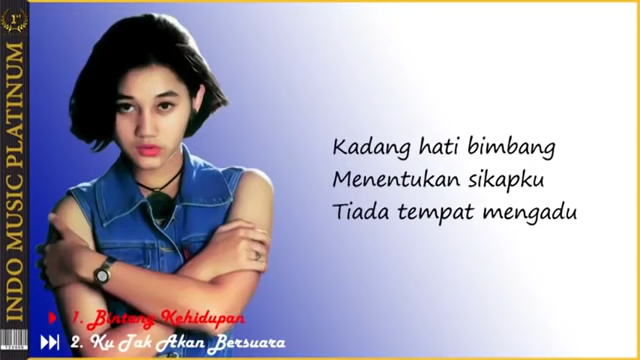 INDO MUSIC PLATINUM
Kadang hati bimbang
Menentukan sikapku
Tiada tempat mengadu
1. Bintang Kehidupan
2. Ku Tak Akan Bersuara